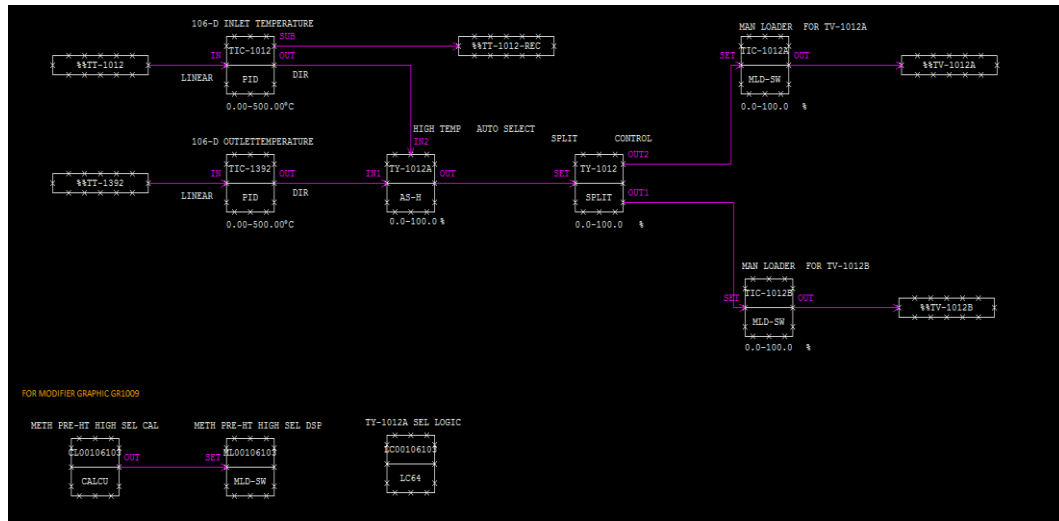 106-D INLET TEMPERATURE
MAN LOADER FOR TV-1012A
%%TT-1012
IN
TIC-1012
SUB
OUT
%%TT-1012-REC
LINEAR
PID
DIR
0.00-500.00°C
SET
TIC-1012A
OUT
%%TV-1012A
MLD-SW
0.0-100.0 %
HIGH TEMP AUTO SELECT
SPLIT CONTROL
106-D OUTLETTEMPERATURE
IN2
%%TT-1392
IN
TIC-1392
OUT
LINEAR
PID
DIR
0.00-500.00°C
IN1
TY-1012A
OUT
AS-H
0.0-100.0 %
SET
TY-1012
OUT2
OUT1
SPLIT
0.0-100.0 %
MAN LOADER FOR TV-1012B
SET
TIC-1012B
OUT
%%TV-1012B
MLD-SW
0.0-100.0 %
FOR MODIFIER GRAPHIC GR1009
METH PRE-HT HIGH SEL CAL
METH PRE-HT HIGH SEL DSP
TY-1012A SEL LOGIC
CL00106103
OUT
SET
ML00106103
LC00106103
CALCU
MLD-SW
LC64